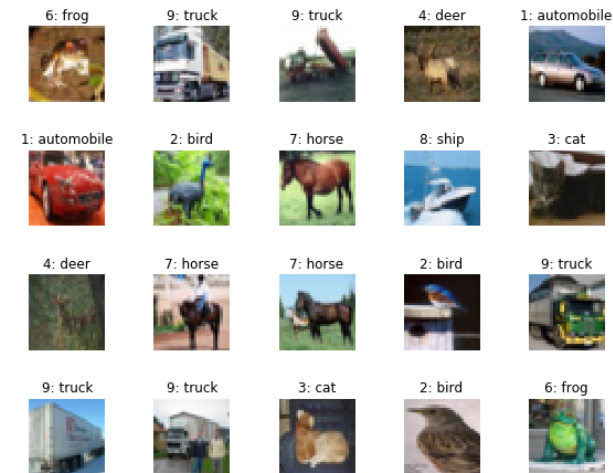 6: frog 9: truck 9: truck 4: deer 1: automobile
1: automobile 2: bird 7: horse 8: ship 3: cat
4: deer 7: horse 7: horse 2: bird 9: truck
9: truck 9: truck 3: cat 2: bird 6: frog